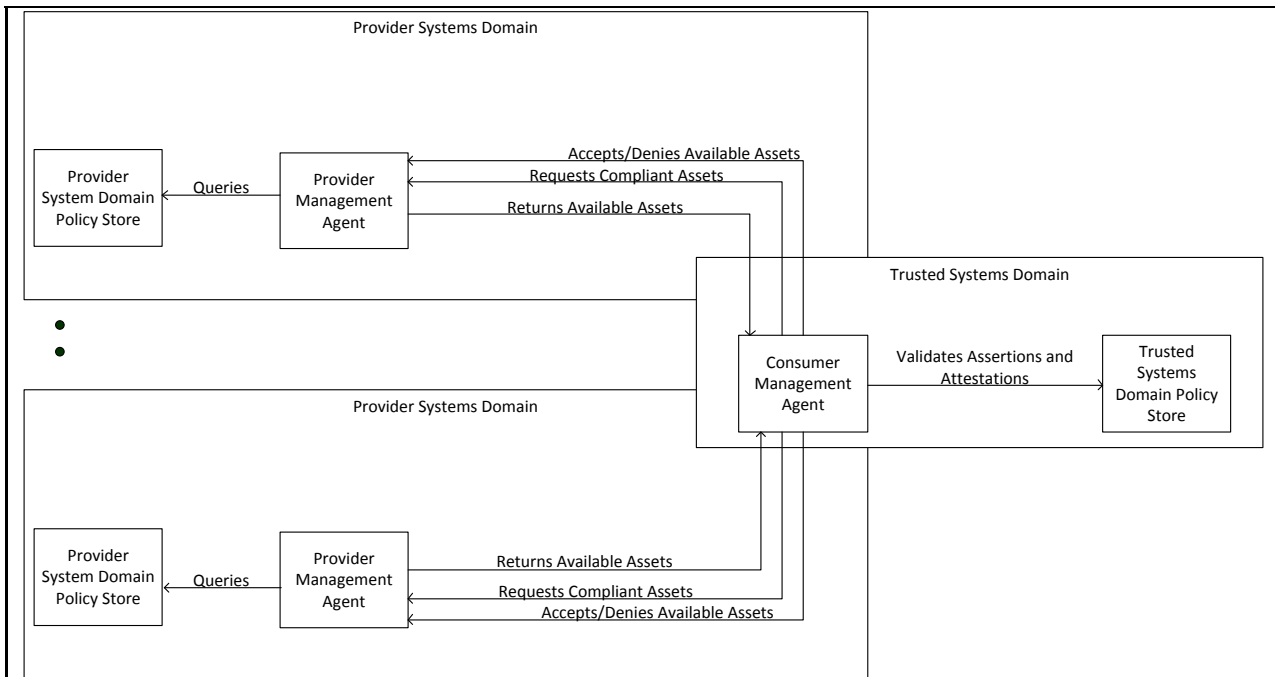 Provider Systems Domain
Provider
System Domain
Policy Store
Queries
Provider
Management
Agent
Accepts/Denies Available Assets
Requests Compliant Assets
Returns Available Assets
Trusted Systems Domain
Consumer
Management
Agent
Validates Assertions and
Attestations
Trusted
Systems
Domain Policy
Store
Provider Systems Domain
Provider
System Domain
Policy Store
Queries
Provider
Management
Agent
Returns Available Assets
Requests Compliant Assets
Accepts/Denies Available Assets